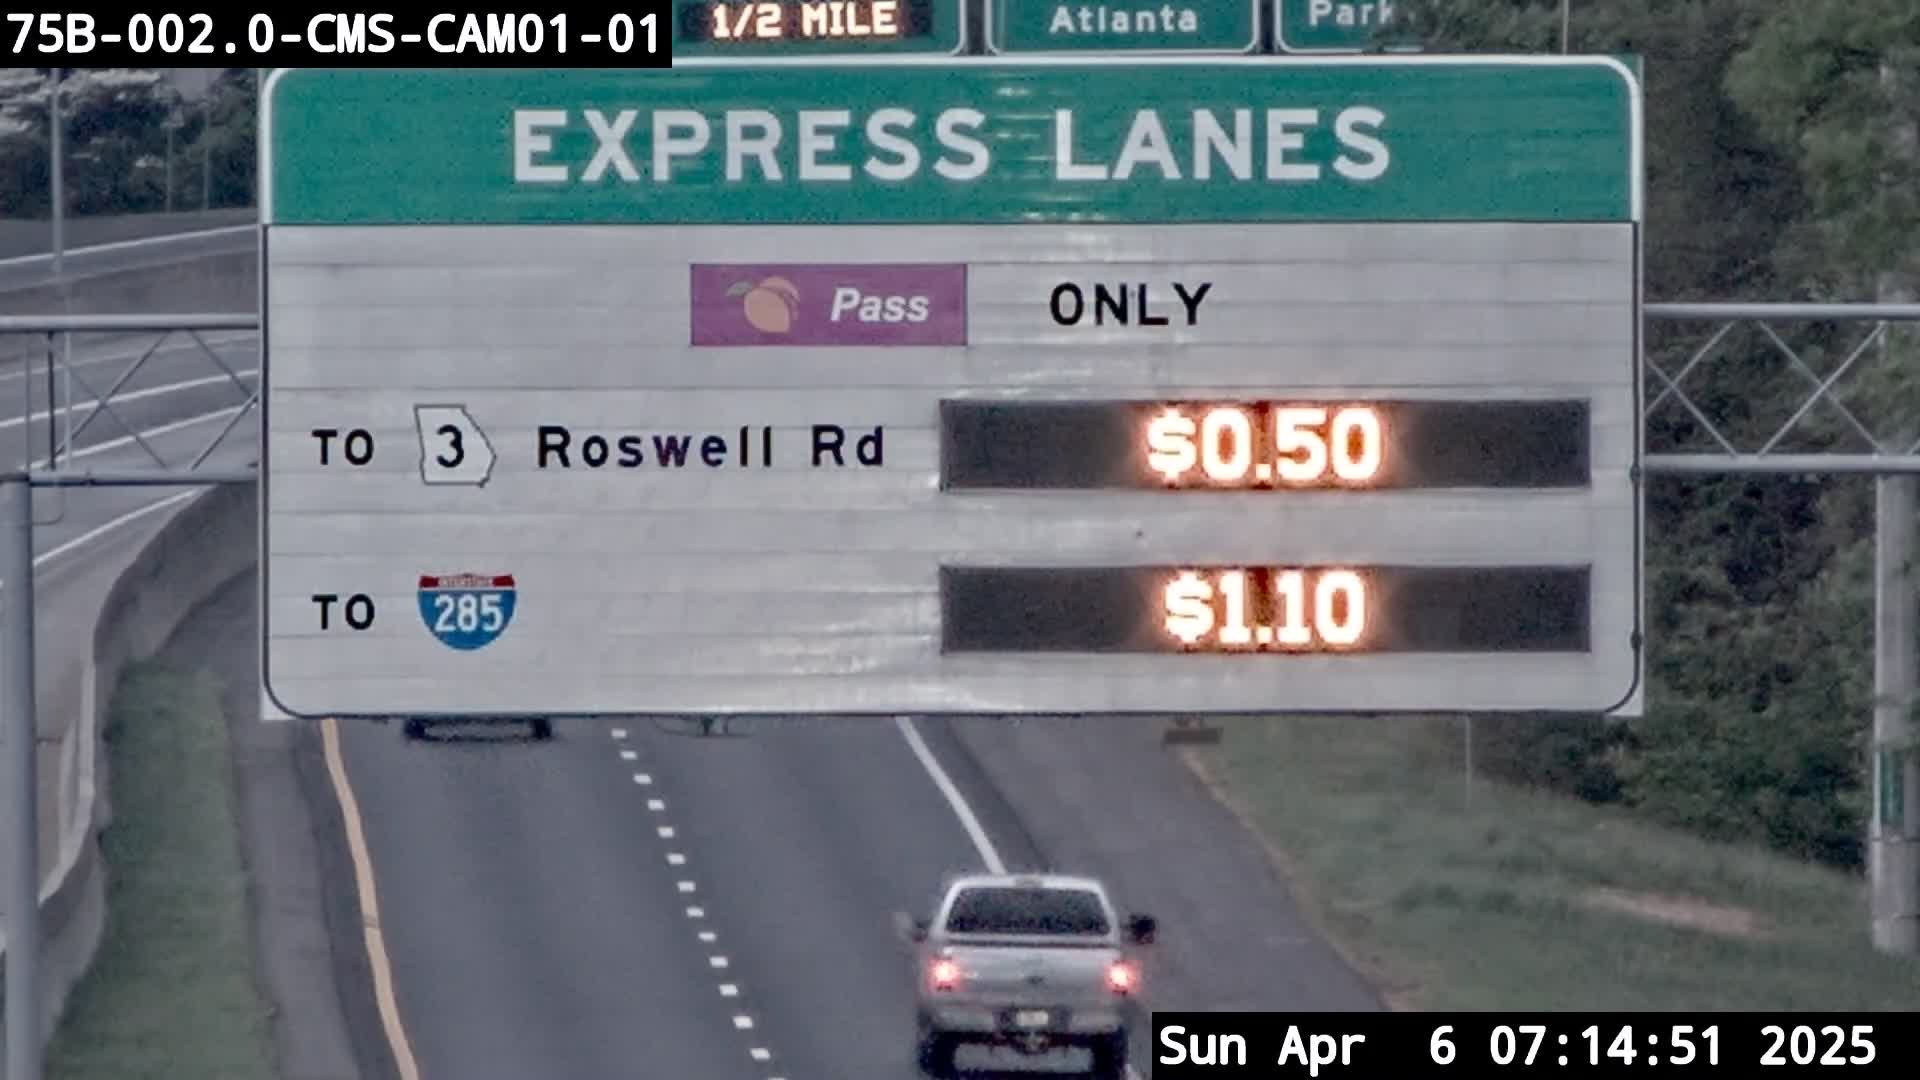 75B-002.0-CMS-CAM01-01
1/2 MILE
Atlanta
Park
EXPRESS LANES
Pass ONLY
TO 3 Roswell Rd $0.50
TO 285 $1.10
Sun Apr 6 07:14:51 2025